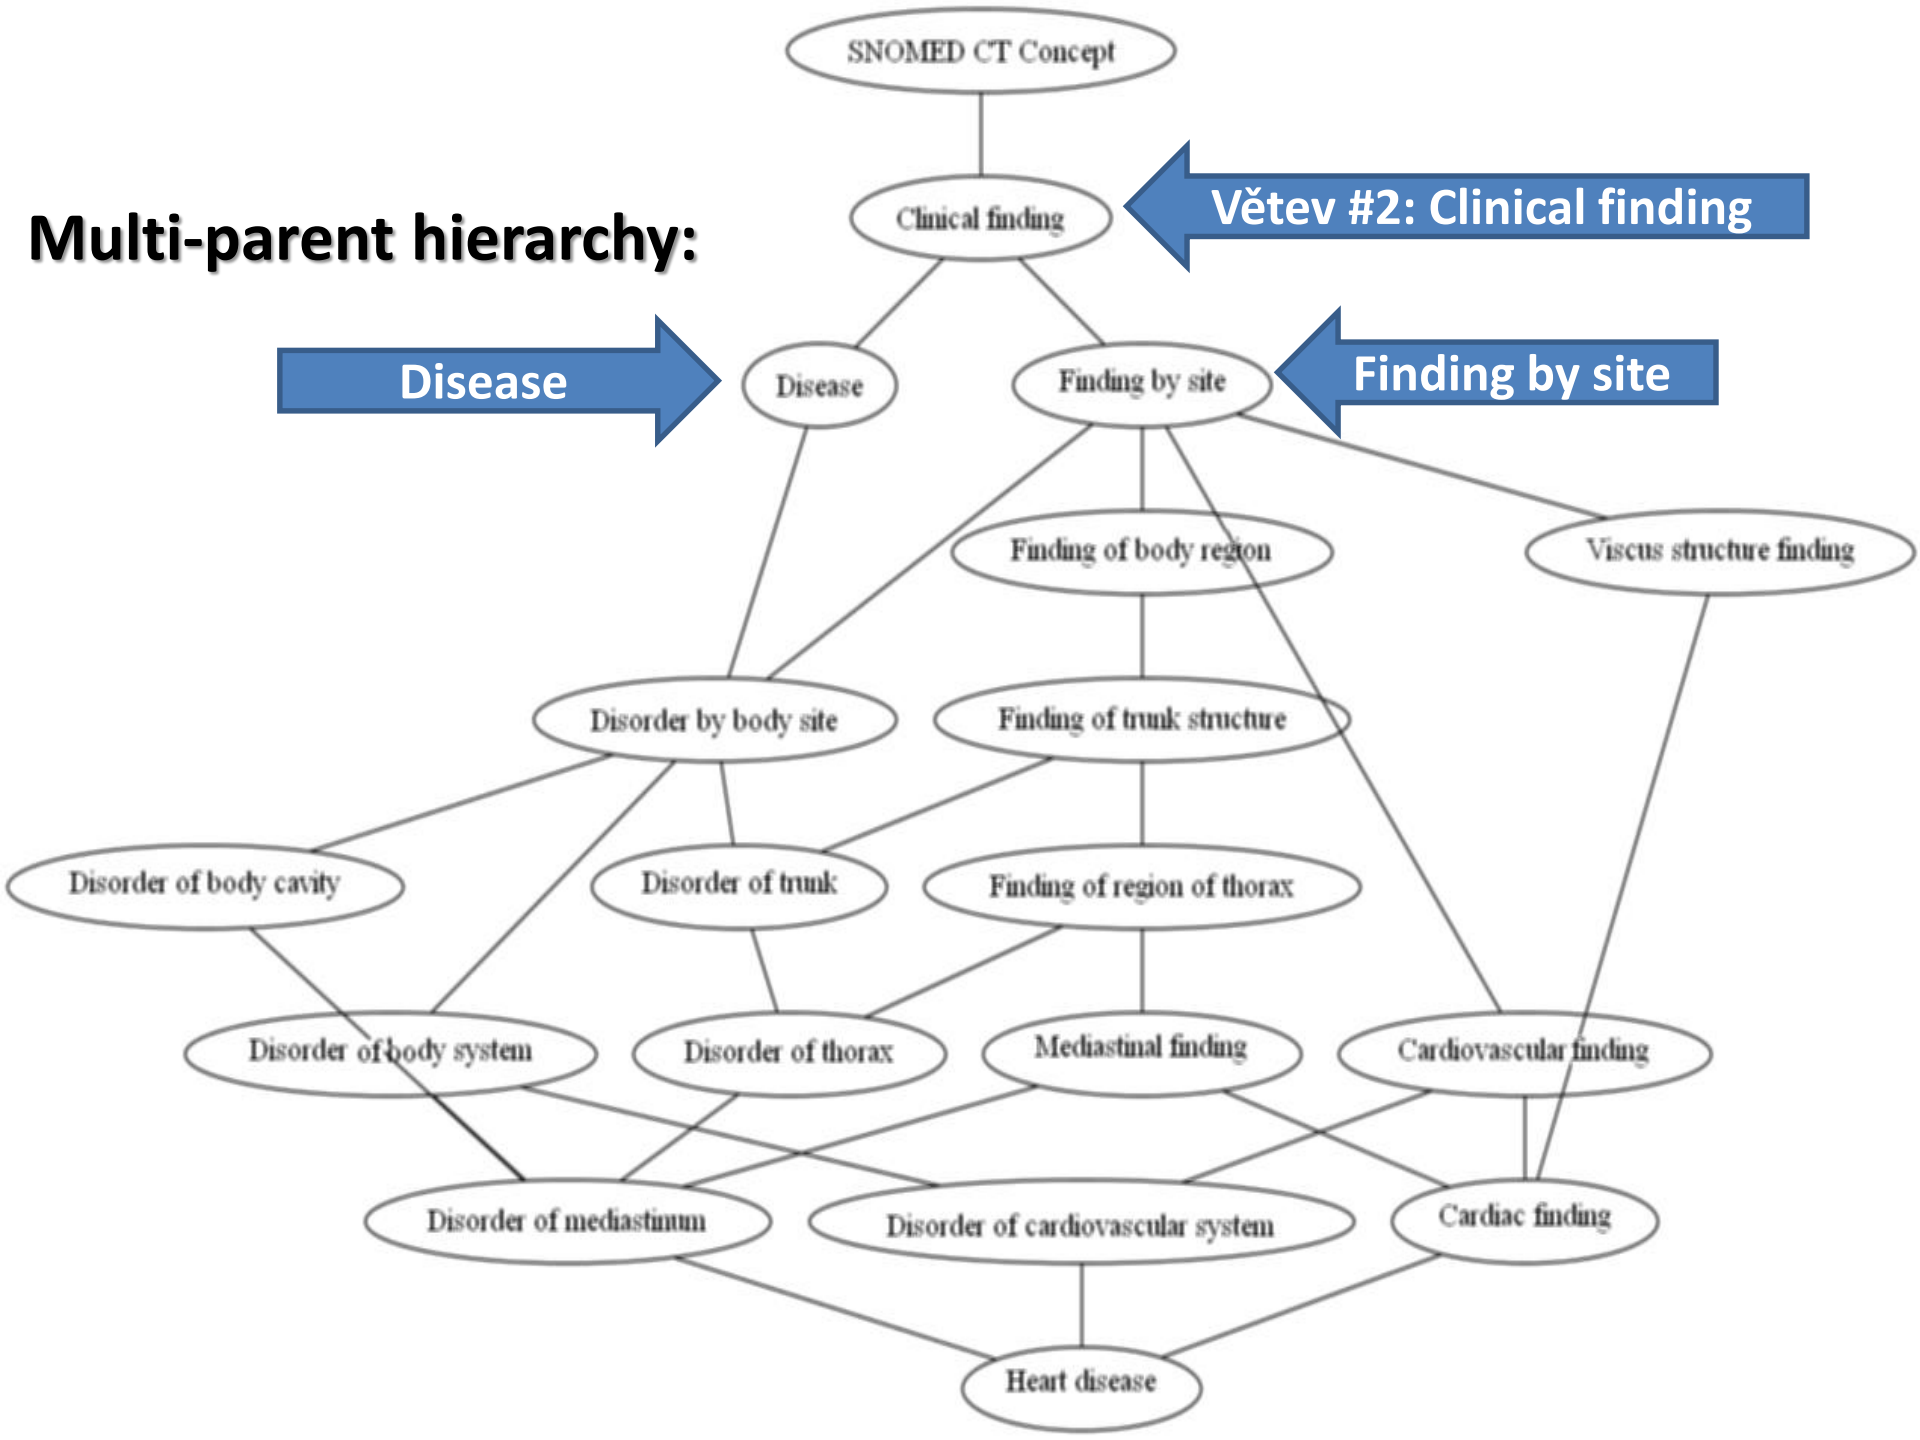 SNOMED CT Concept
Clinical finding
Větev #2: Clinical finding
Multi-parent hierarchy:
Disease
Disease
Finding by site
Finding by site
Finding of body region
Viscus structure finding
Disorder by body site
Finding of trunk structure
Disorder of body cavity
Disorder of trunk
Finding of region of thorax
Disorder of body system
Disorder of thorax
Mediastinal finding
Cardiovascular finding
Disorder of mediastinum
Disorder of cardiovascular system
Cardiac finding
Heart disease